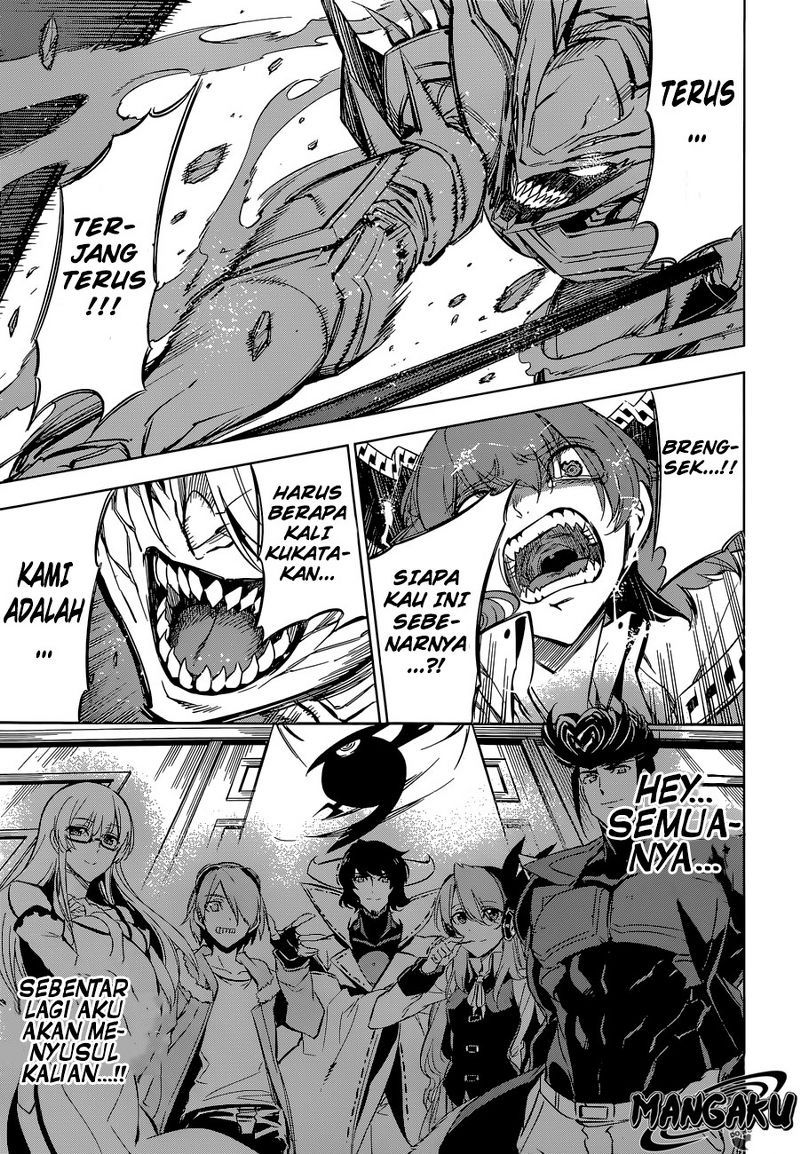 TERUS
...
TER-
JANG
TERUS
!!!
BRENG-
SEK...!!
SIAPA
KAU INI
SEBE-
NARNYA
...?!
HARUS
BERAPA
KALI
KUKATA-
KAN...
KAMI
ADALAH
...
HEY...
SEMUA-
NYA...
SEBENTAR
LAGI AKU
AKAN ME-
NYUSUL
KALIAN...!!
MANGAKU